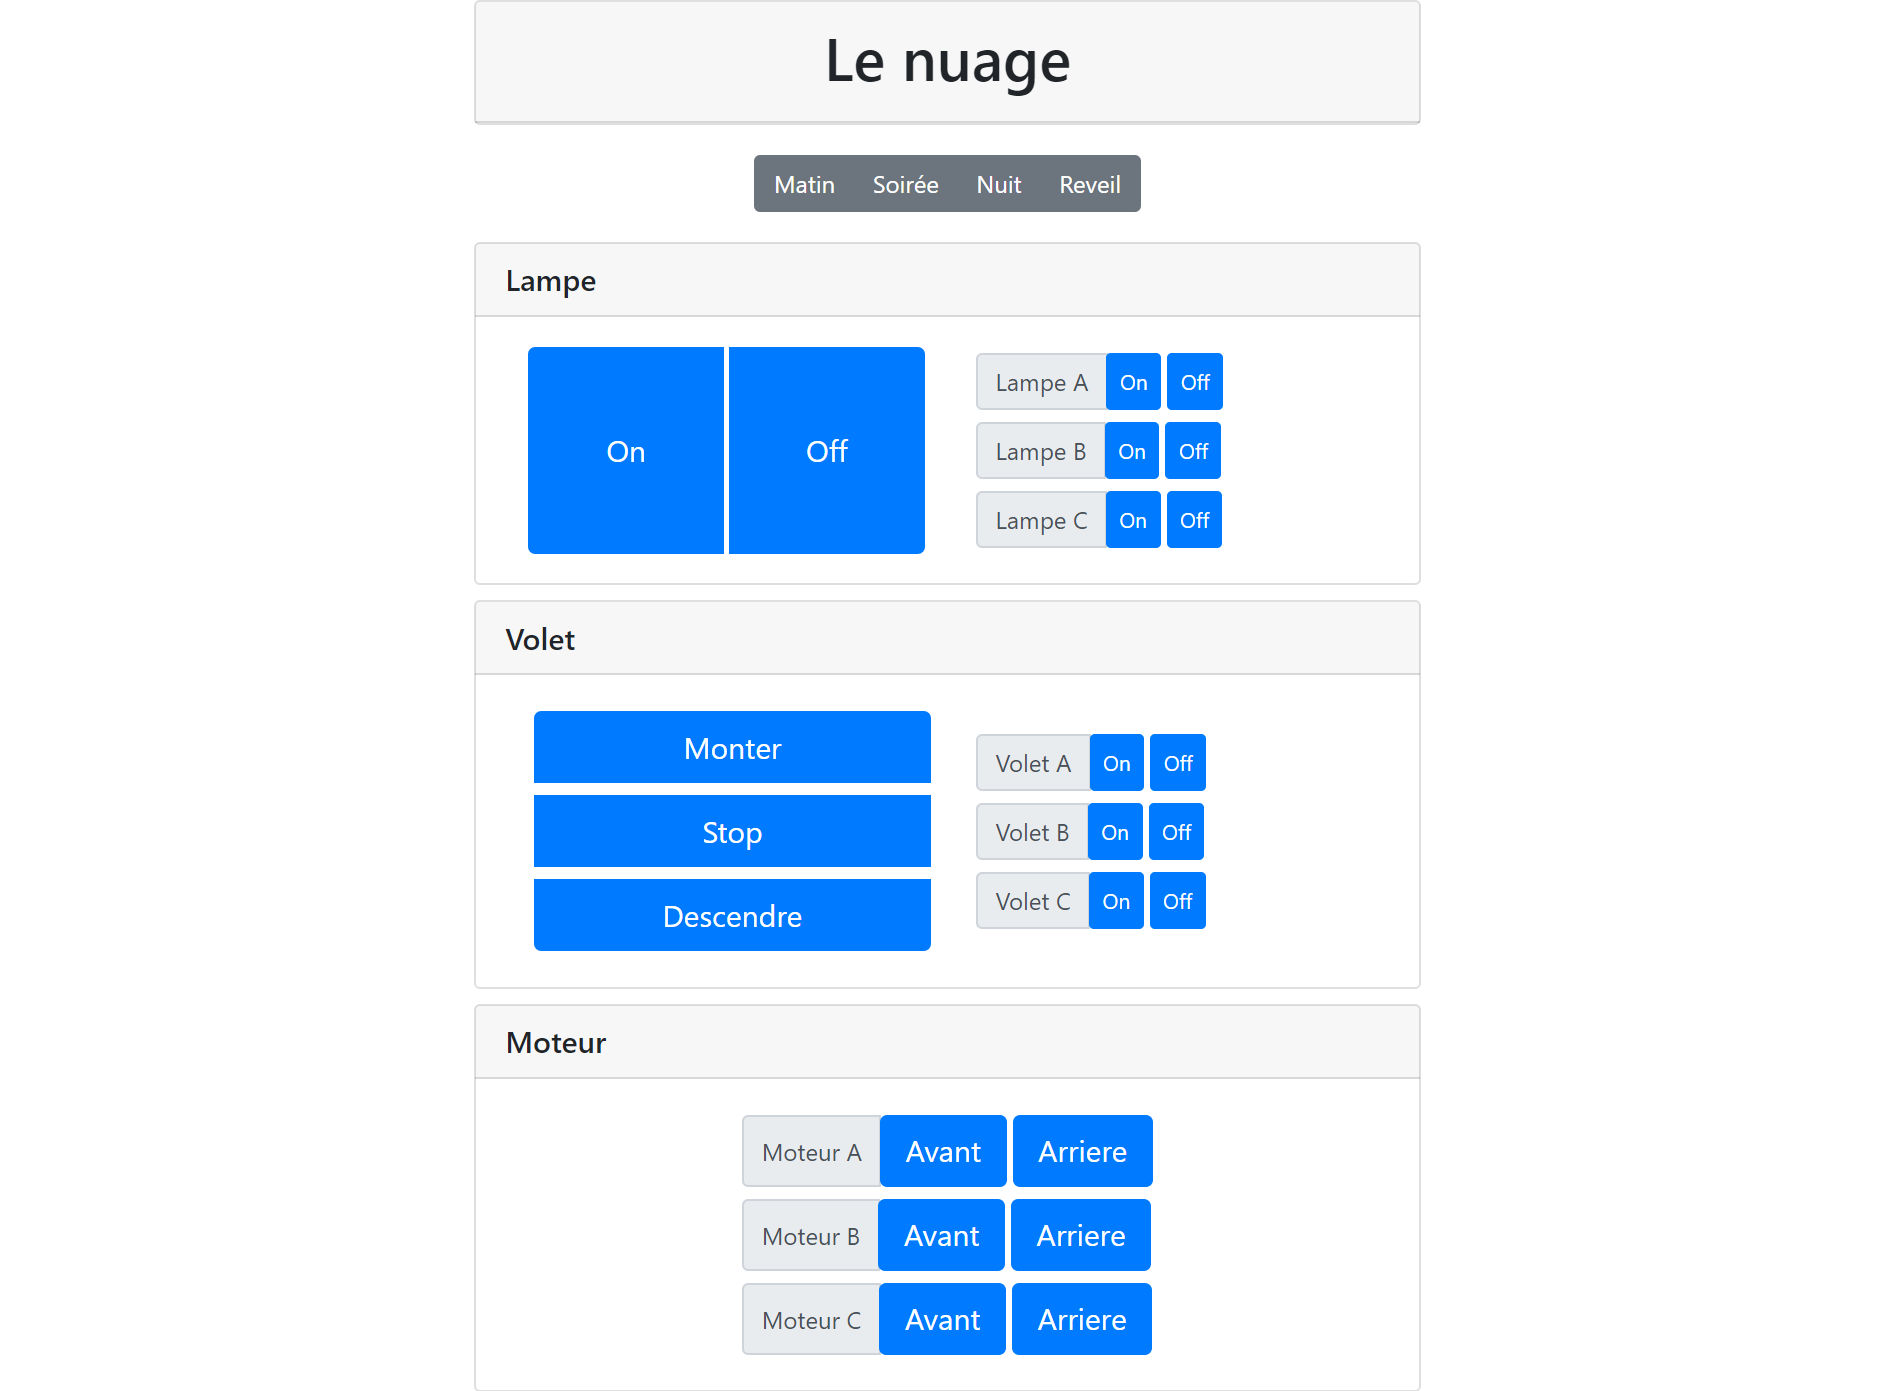 Le nuage
Matin Soirée Nuit Reveil
Lampe
On Off
Lampe A On Off
Lampe B On Off
Lampe C On Off
Volet
Monter
Stop
Descendre
Volet A On Off
Volet B On Off
Volet C On Off
Moteur
Moteur A Avant Arriere
Moteur B Avant Arriere
Moteur C Avant Arriere